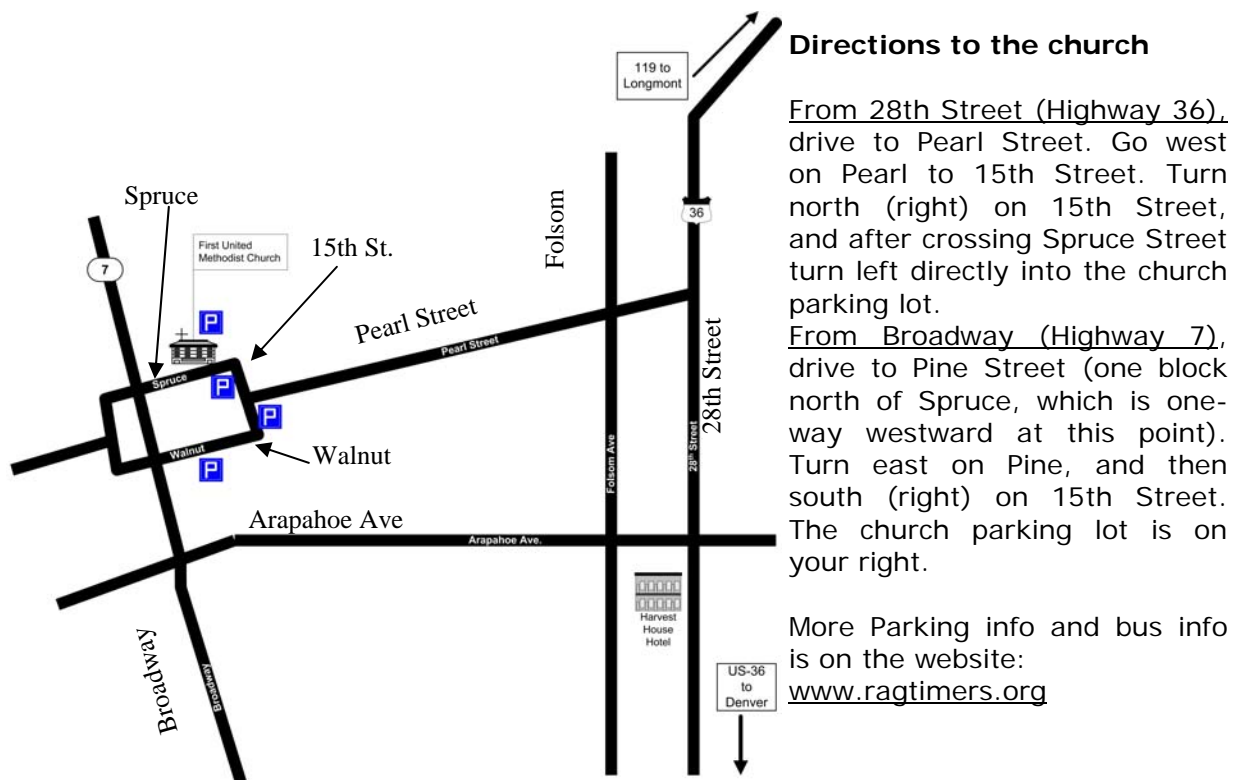 119 to
Longmont
Spruce
First United
Methodist Church
15th St.
Folsom
36
7
Pearl Street
Pearl Street
Spruce
28th Street
Walnut
Walnut
Folsom Ave
28th Street
Arapahoe Ave
Arapahoe Ave.
Harvest
House
Hotel
Broadway
Broadway
US-36
to
Denver
P
P
P
P
Directions to the church
From 28th Street (Highway 36),
drive to Pearl Street. Go west
on Pearl to 15th Street. Turn
north (right) on 15th Street,
and after crossing Spruce Street
turn left directly into the church
parking lot.
From Broadway (Highway 7),
drive to Pine Street (one block
north of Spruce, which is one-
way westward at this point).
Turn east on Pine, and then
south (right) on 15th Street.
The church parking lot is on
your right.
More Parking info and bus info
is on the website:
www.ragtimers.org